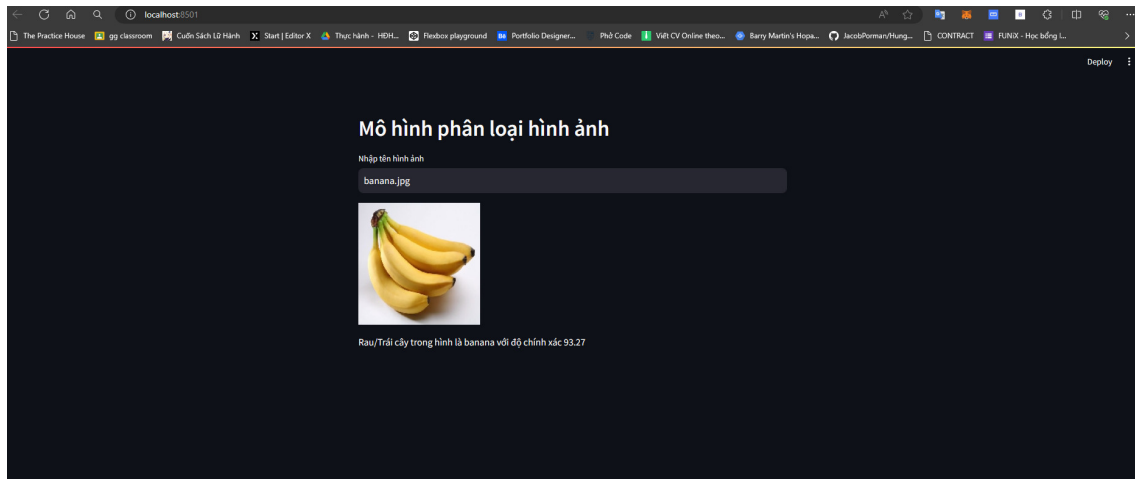 localhost:8501
The Practice House gg classroom Cuốn Sách Lữ Hành Start | Editor X Thực hành - HĐH... Flexbox playground Portfolio Designer... Phở Code Viết CV Online theo... Barry Martin's Hopa... JacobPorman/Hung... CONTRACT FUNiX - Học bổng l...
Deploy
Mô hình phân loại hình ảnh
Nhập tên hình ảnh
banana.jpg
Rau/Trái cây trong hình là banana với độ chính xác 93.27